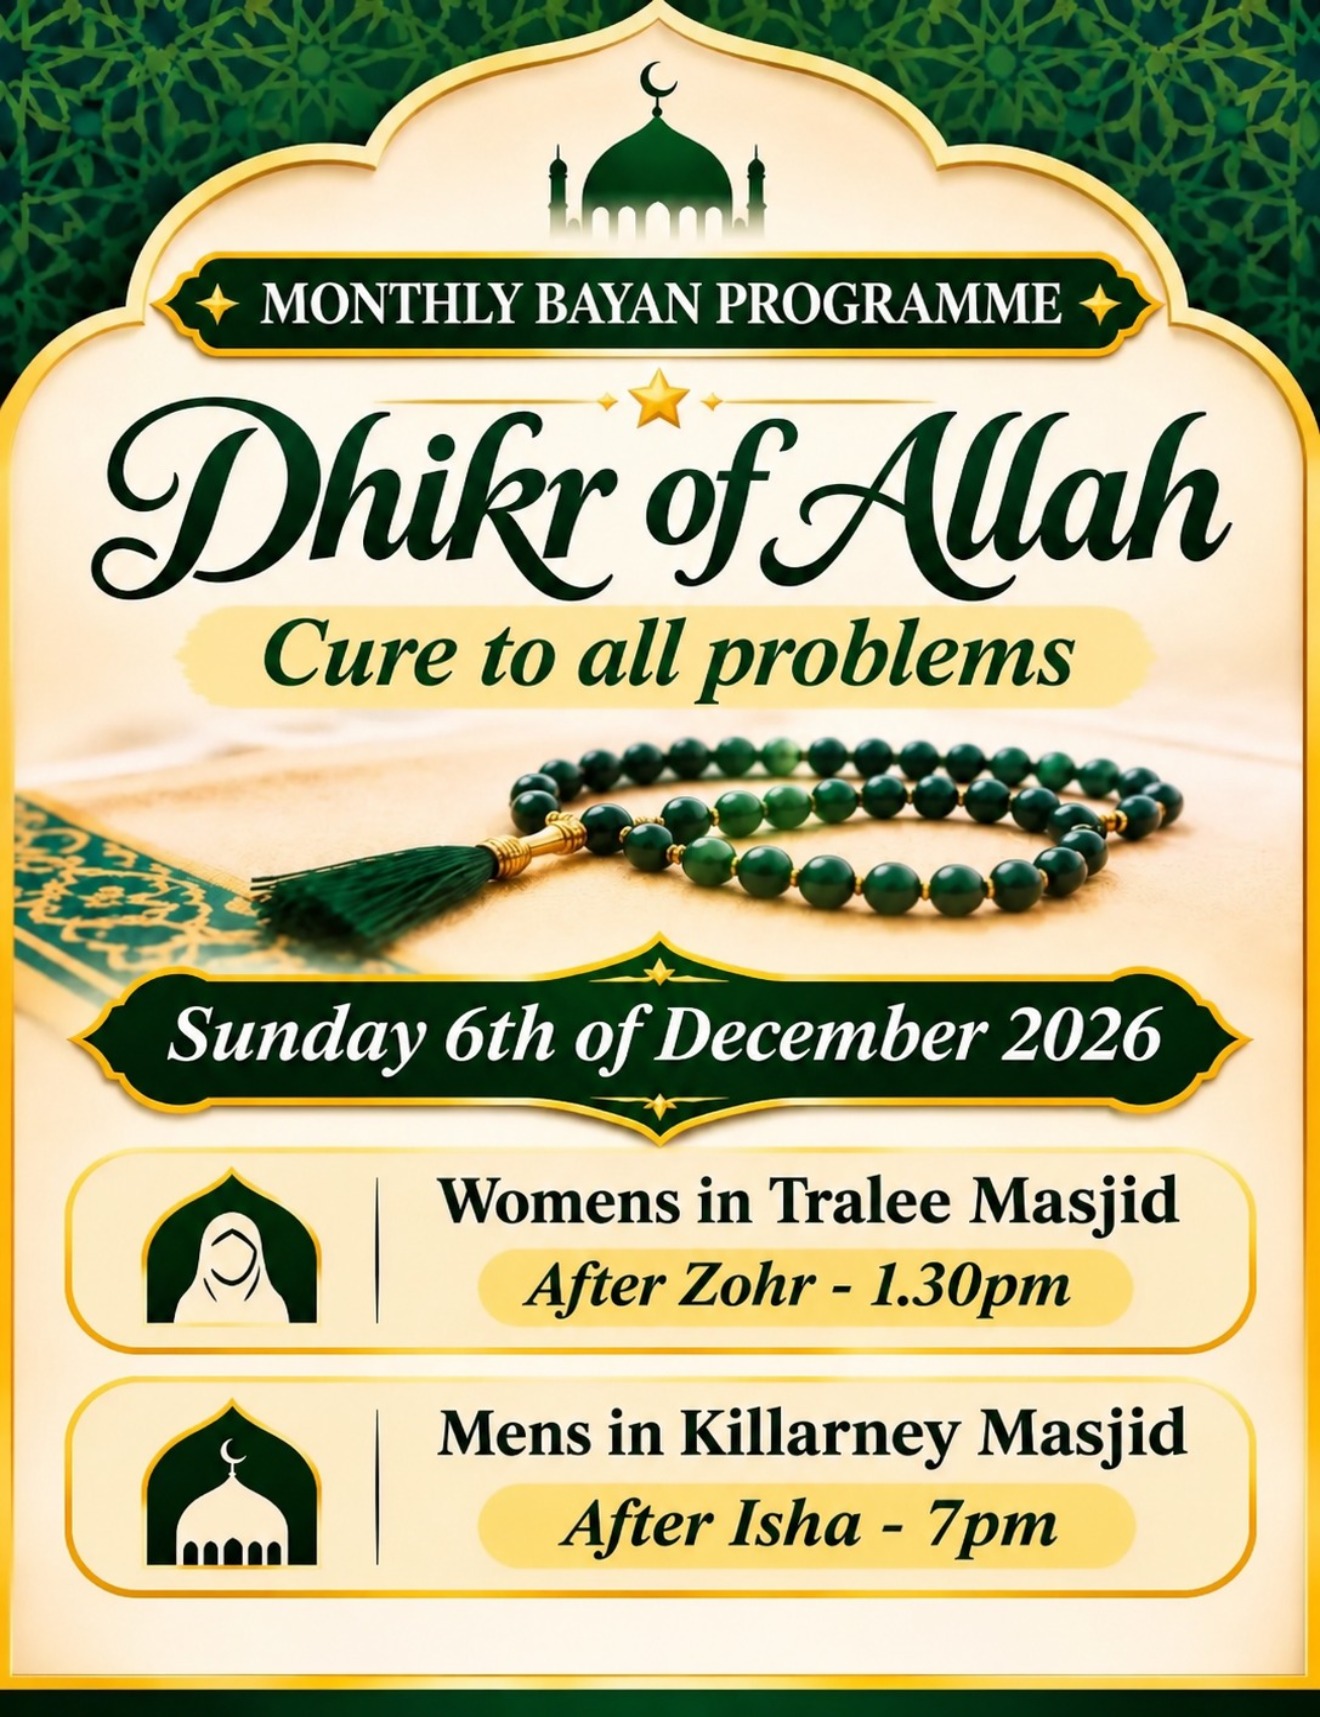 MONTHLY BAYAN PROGRAMME
Dhikr of Allah
Cure to all problems
Sunday 6th of December 2026
Womens in Tralee Masjid
After Zohr - 1.30pm
Mens in Killarney Masjid
After Isha - 7pm